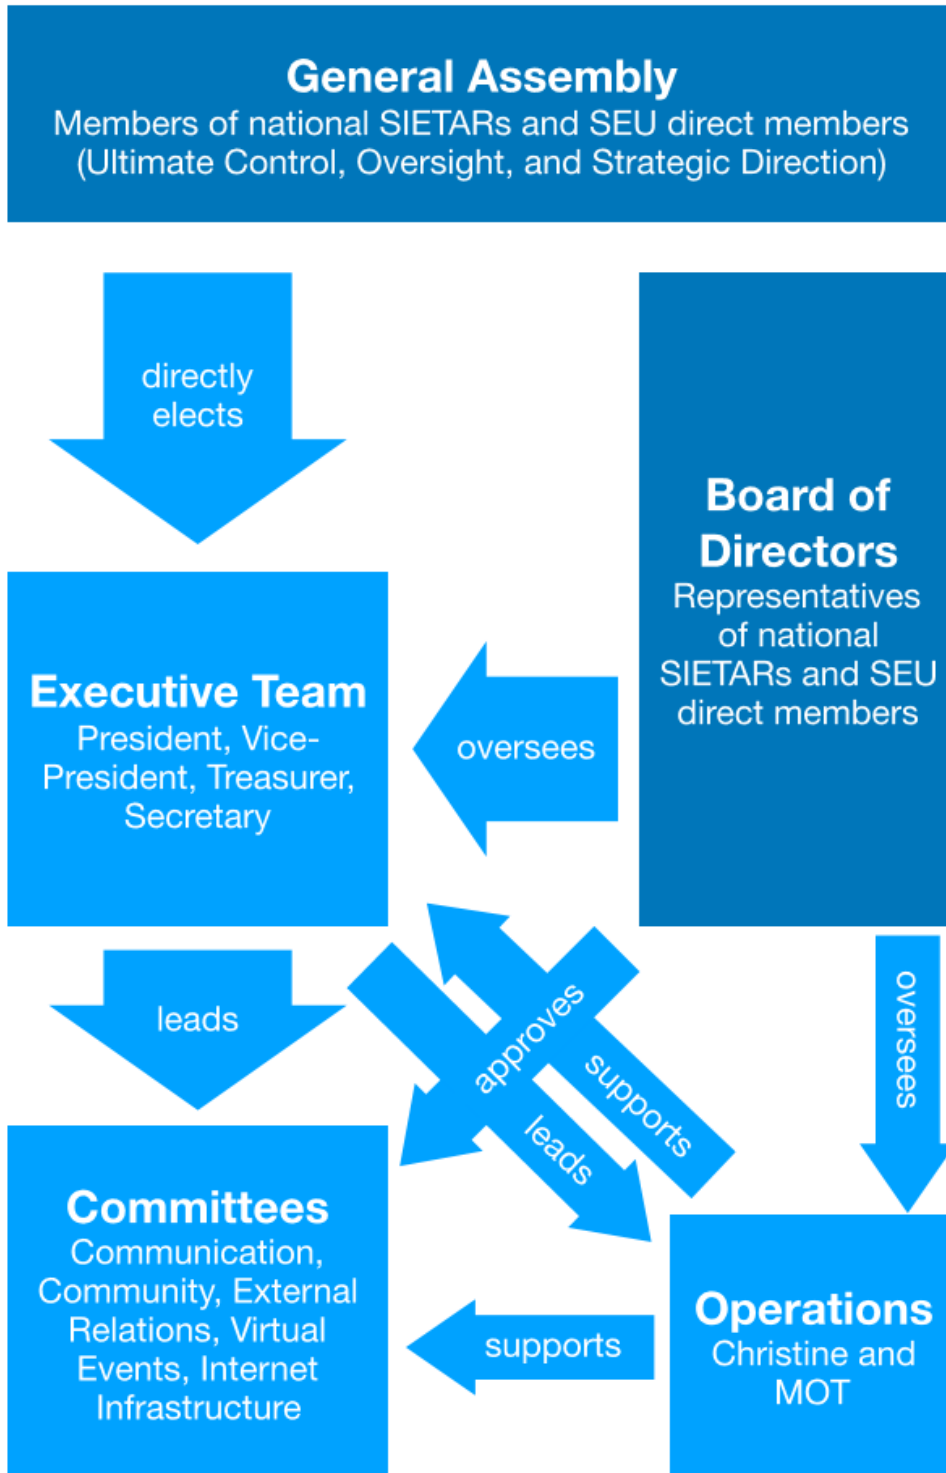 General Assembly
Members of national SIETARs and SEU direct members
(Ultimate Control, Oversight, and Strategic Direction)
directly
elects
Board of
Directors
Representatives
of national
SIETARs and SEU
direct members
Executive Team
President, Vice-
President, Treasurer,
Secretary
oversees
leads
approves
supports
leads
oversees
Committees
Communication,
Community, External
Relations, Virtual
Events, Internet
Infrastructure
supports
Operations
Christine and
MOT